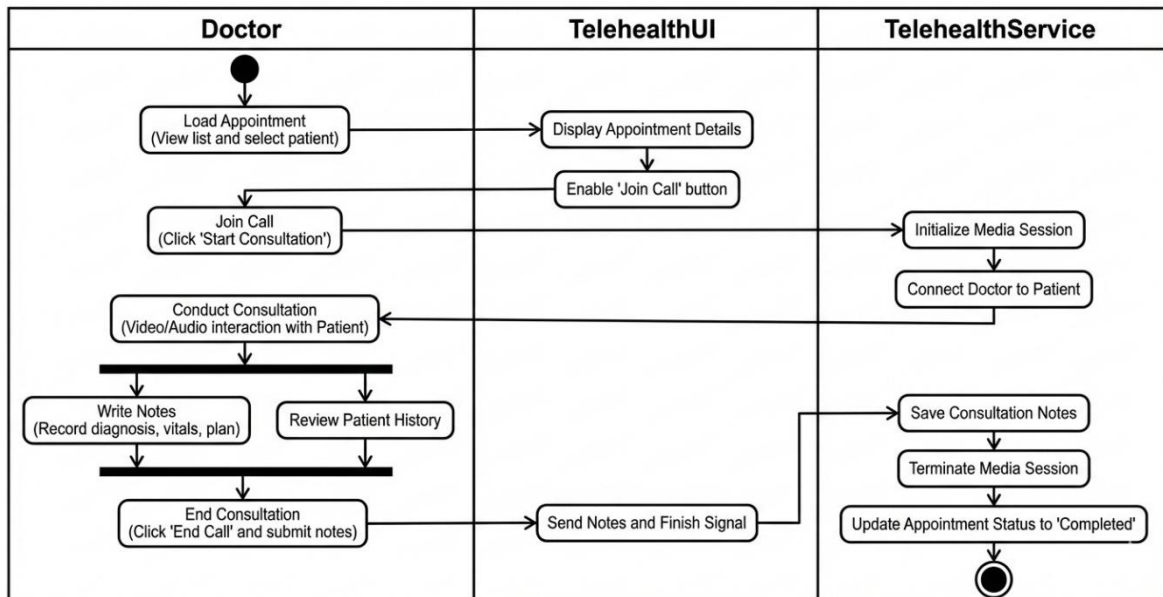 Doctor
TelehealthUI
TelehealthService
Load Appointment
(View list and select patient)
Display Appointment Details
Enable 'Join Call' button
Join Call
(Click 'Start Consultation')
Initialize Media Session
Connect Doctor to Patient
Conduct Consultation
(Video/Audio interaction with Patient)
Write Notes
(Record diagnosis, vitals, plan)
Review Patient History
End Consultation
(Click 'End Call' and submit notes)
Send Notes and Finish Signal
Save Consultation Notes
Terminate Media Session
Update Appointment Status to 'Completed'